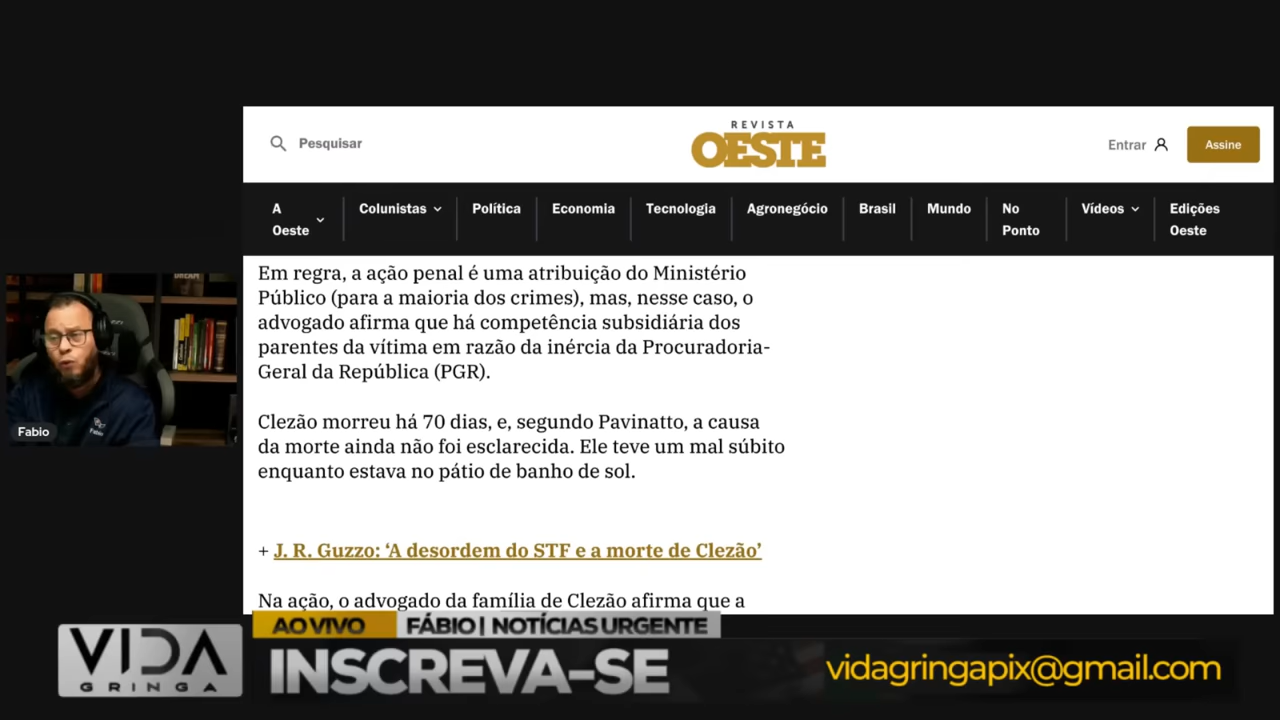 Pesquisar
REVISTA
OESTE
Entrar
Assine
A
Oeste
Colunistas
Política
Economia
Tecnologia
Agronegócio
Brasil
Mundo
No
Ponto
Vídeos
Edições
Oeste
Em regra, a ação penal é uma atribuição do Ministério
Público (para a maioria dos crimes), mas, nesse caso, o
advogado afirma que há competência subsidiária dos
parentes da vítima em razão da inércia da Procuradoria-
Geral da República (PGR).
Clezão morreu há 70 dias, e, segundo Pavinatto, a causa
da morte ainda não foi esclarecida. Ele teve um mal súbito
enquanto estava no pátio de banho de sol.
+ J. R. Guzzo: ‘A desordem do STF e a morte de Clezão’
Na ação, o advogado da família de Clezão afirma que a
Fabio
AO VIVO
FÁBIO | NOTÍCIAS URGENTE
VIDA
GRINGA
INSCREVA-SE
vidagringapix@gmail.com